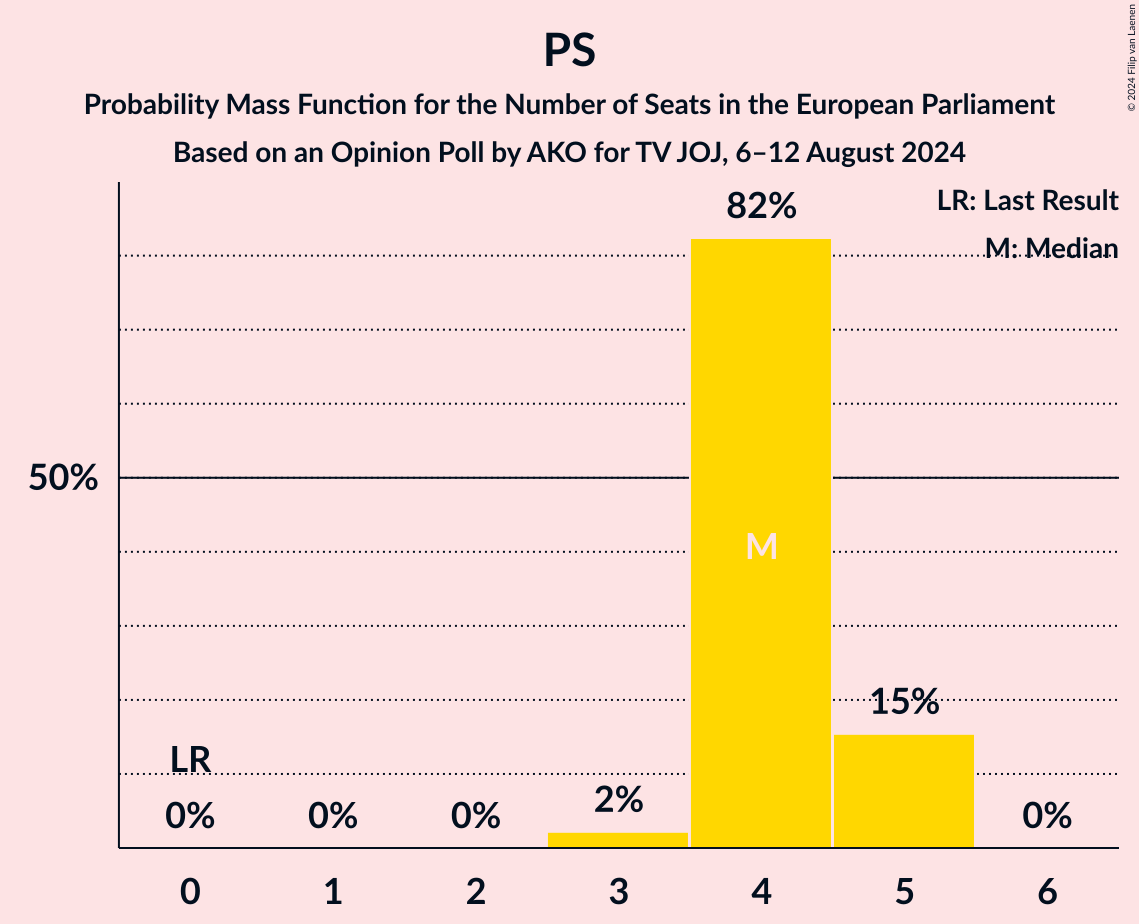 PS
Probability Mass Function for the Number of Seats in the European Parliament
Based on an Opinion Poll by AKO for TV JOJ, 6–12 August 2024
© 2024 Filip van Laenen
LR: Last Result
M: Median
82%
50%
M
15%
LR
2%
0% 0% 0% 0%
0 1 2 3 4 5 6